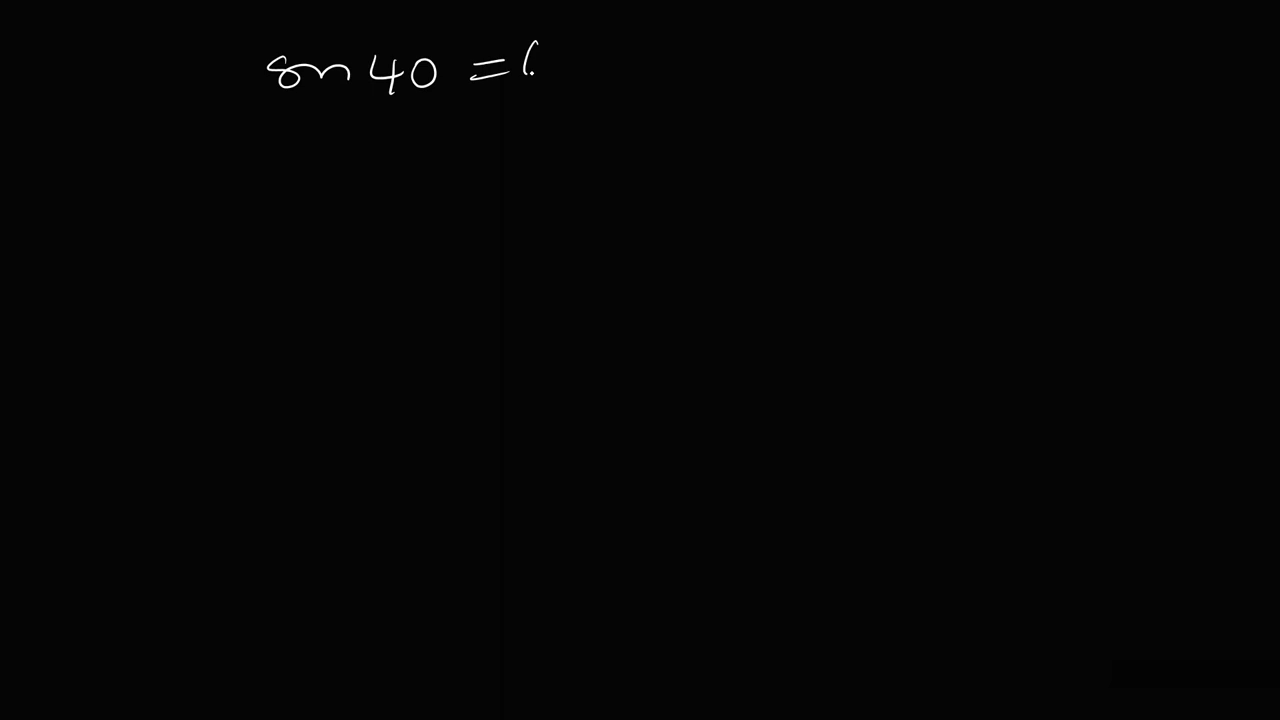 sin 40 = (.